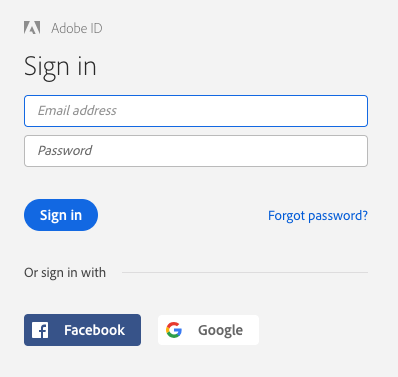 Adobe ID
Sign in
Email address
Password
Sign in
Forgot password?
Or sign in with
Facebook
Google